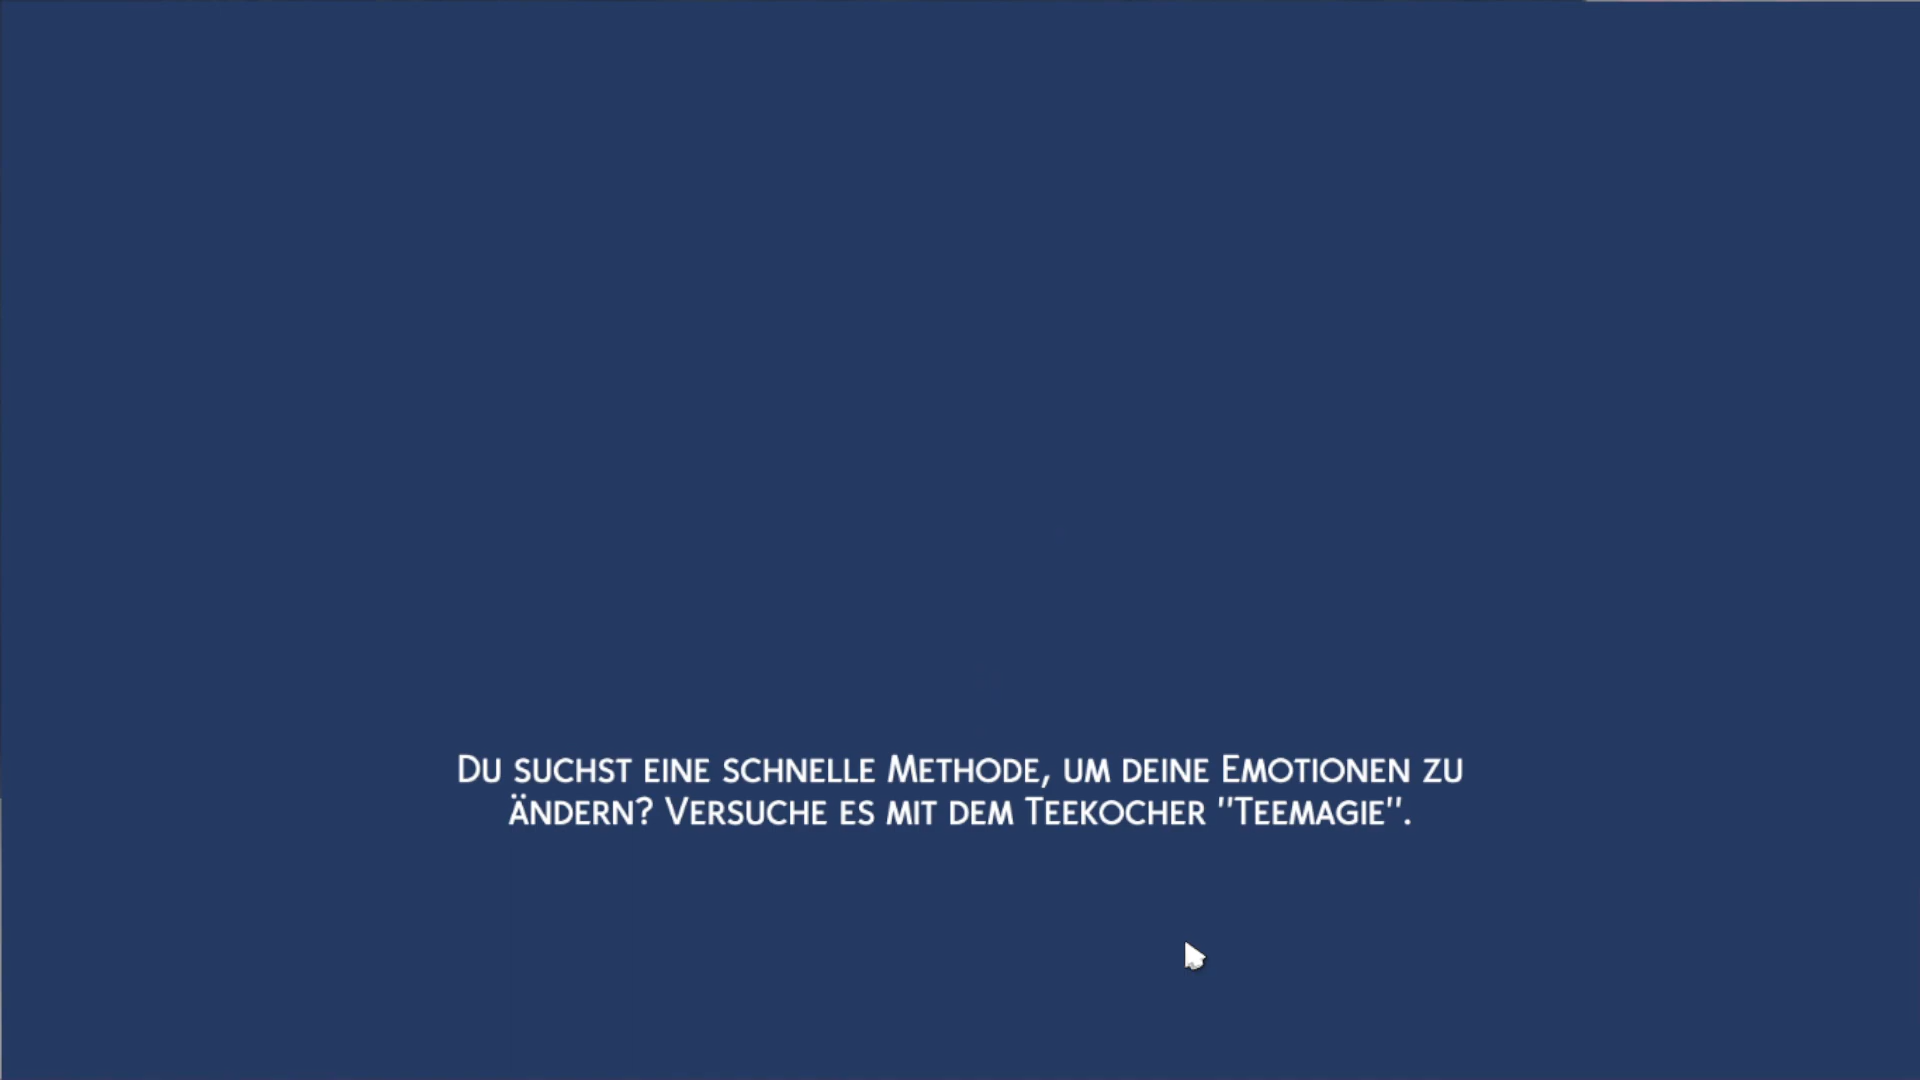 Du suchst eine schnelle Methode, um deine Emotionen zu
ändern? Versuche es mit dem Teekocher "Teemagie".